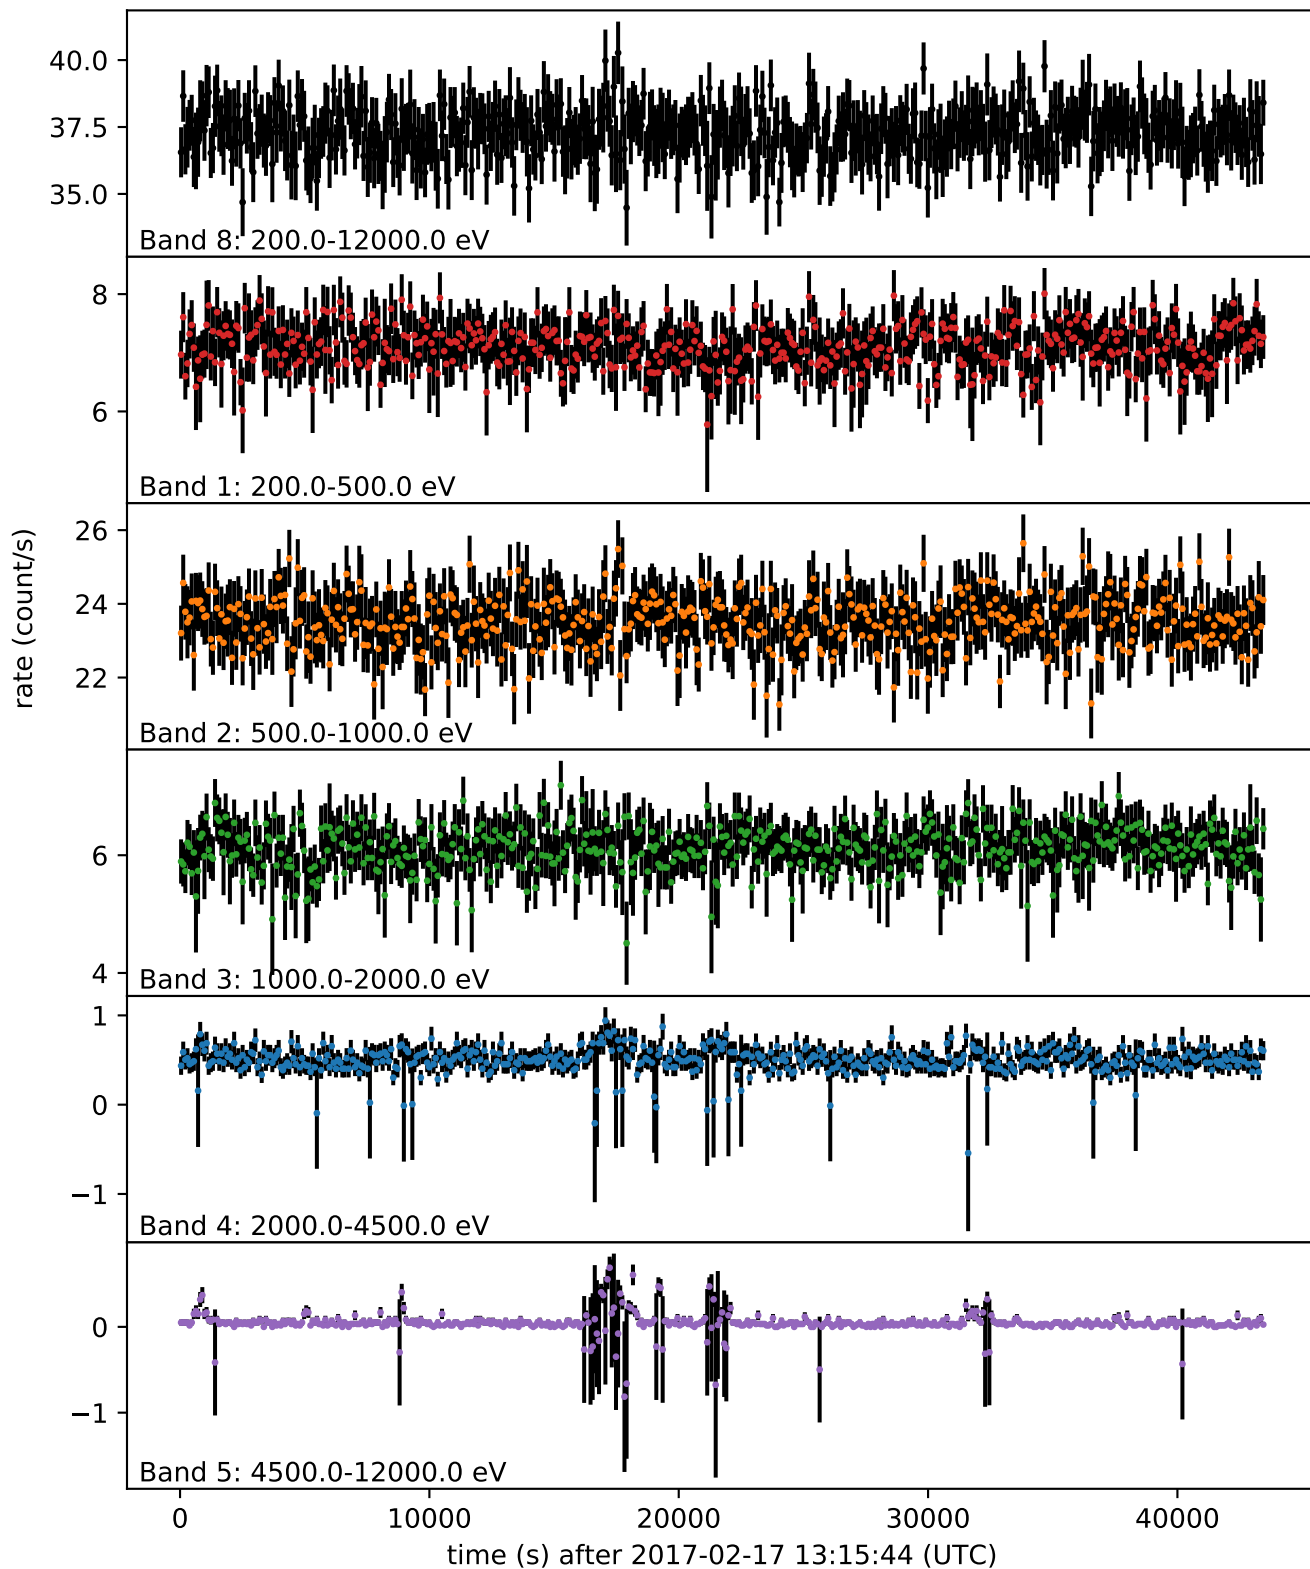 40.0
37.5
35.0
Band 8: 200.0-12000.0 eV
8
6
Band 1: 200.0-500.0 eV
rate (count/s)
26
24
22
Band 2: 500.0-1000.0 eV
6
4
Band 3: 1000.0-2000.0 eV
1
0
−1
Band 4: 2000.0-4500.0 eV
0
−1
Band 5: 4500.0-12000.0 eV
0 10000 20000 30000 40000
time (s) after 2017-02-17 13:15:44 (UTC)